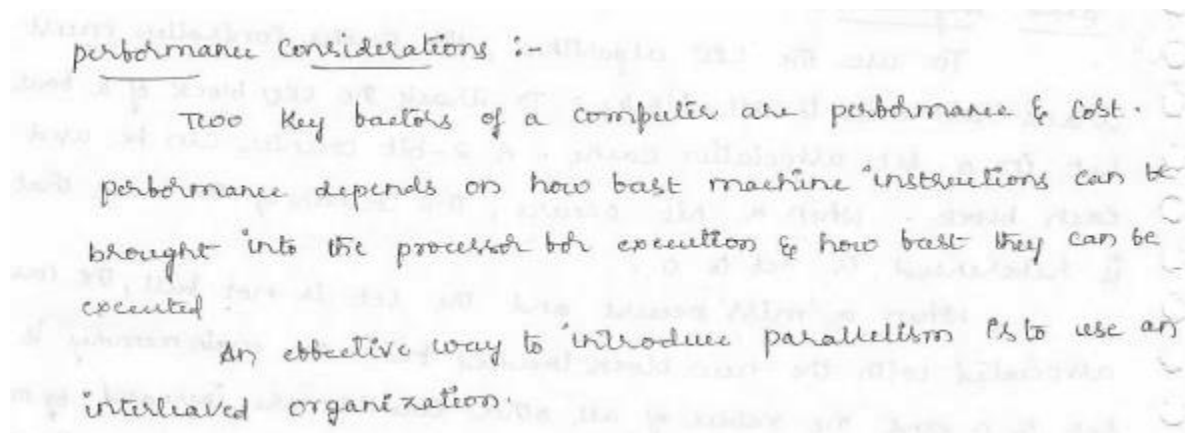 performance Considerations :-
Two key factors of a computer are performance & cost.
performance depends on how fast machine instructions can be
brought into the processor for execution & how fast they can be
executed.
An effective way to introduce parallelism is to use an
interleaved organization.